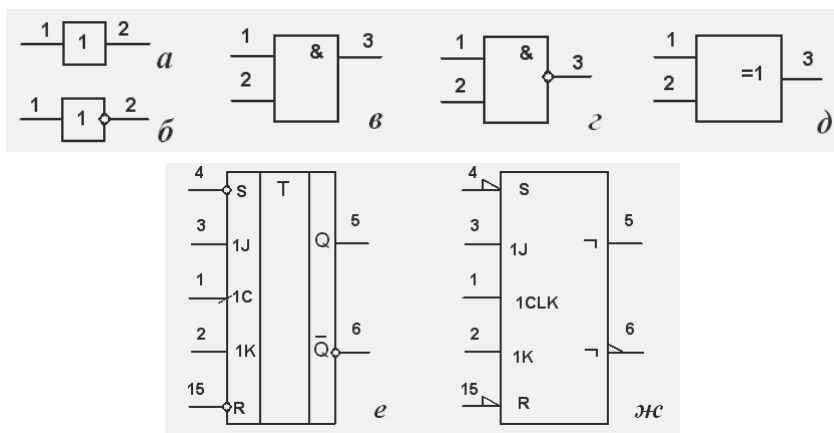 1 1 2 а
1 1 2 б
1 2 & 3 в
1 2 & 3 г
1 2 =1 3 д
4 S T
3 1J Q 5
1 1C
2 1K Q̅ 6
15 R е
4 S
3 1J ¬ 5
1 1CLK
2 1K ¬ 6
15 R ж